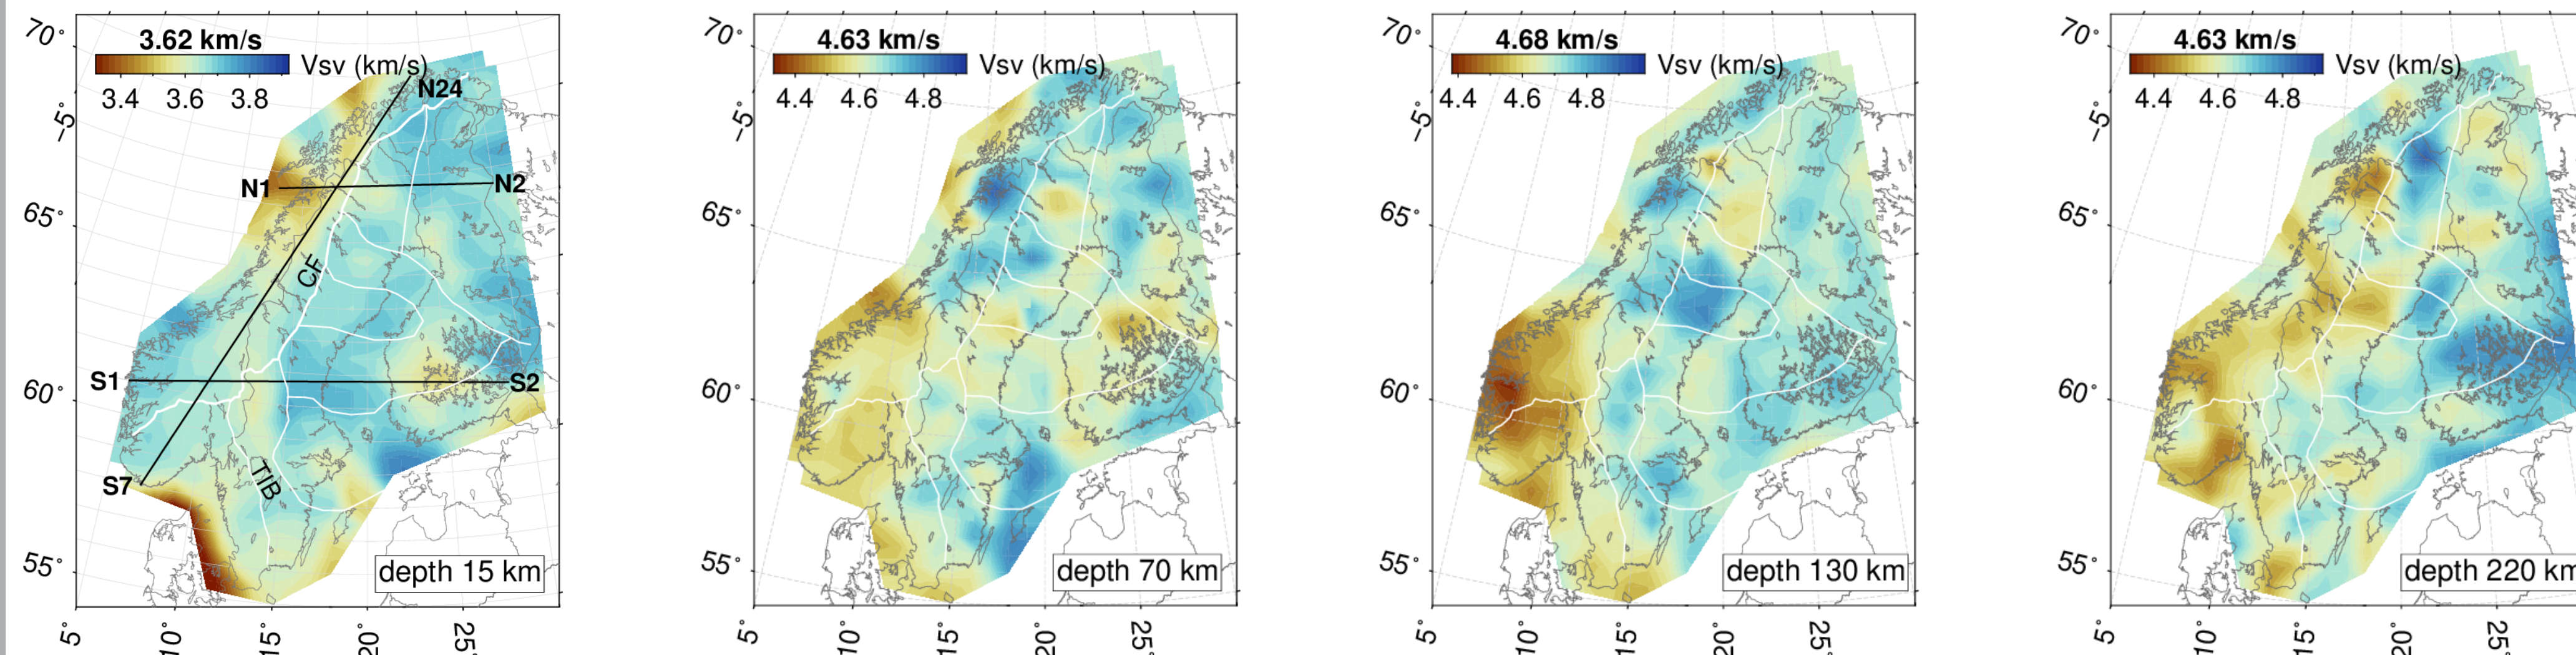 70°
3.62 km/s
Vsv (km/s)
3.4 3.6 3.8
N24
-5°
N1 N2
65°
CF
S1 S2
60°
TIB
S7
55°
depth 15 km
5° 10° 15° 20° 25°
70°
4.63 km/s
Vsv (km/s)
4.4 4.6 4.8
-5°
65°
60°
55°
depth 70 km
5° 10° 15° 20° 25°
70°
4.68 km/s
Vsv (km/s)
4.4 4.6 4.8
-5°
65°
60°
55°
depth 130 km
5° 10° 15° 20° 25°
70°
4.63 km/s
Vsv (km/s)
4.4 4.6 4.8
-5°
65°
60°
55°
depth 220 km
5° 10° 15° 20° 25°